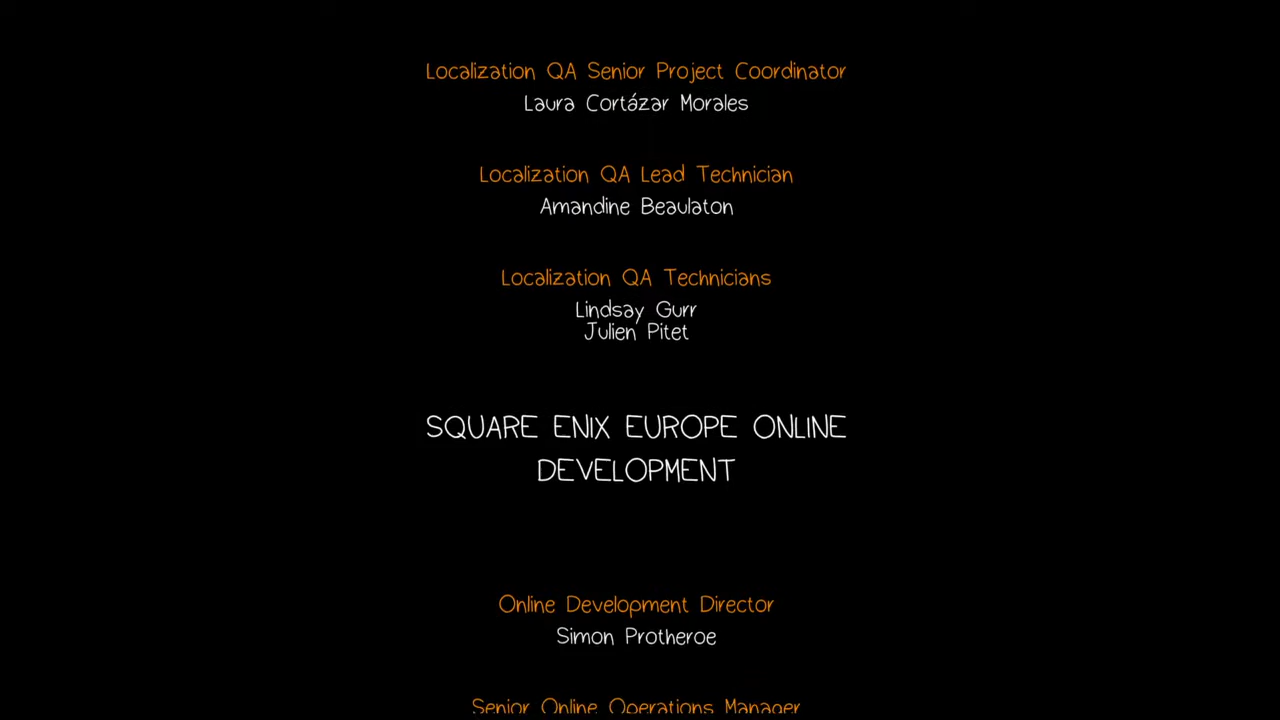 Localization QA Senior Project Coordinator
Laura Cortázar Morales
Localization QA Lead Technician
Amandine Beaulaton
Localization QA Technicians
Lindsay Gurr
Julien Pitet
SQUARE ENIX EUROPE ONLINE
DEVELOPMENT
Online Development Director
Simon Protheroe
Senior Online Operations Manager